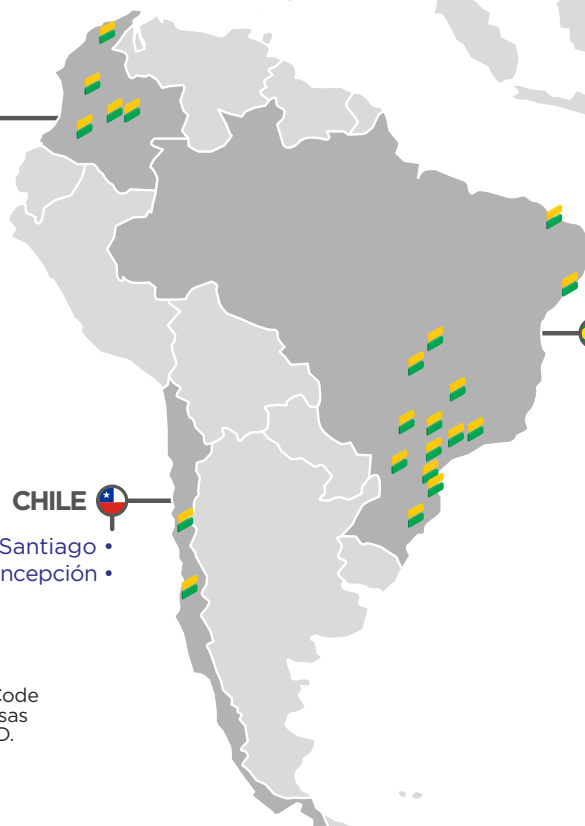 CHILE
Santiago •
ncepción •
Code
sas
D.